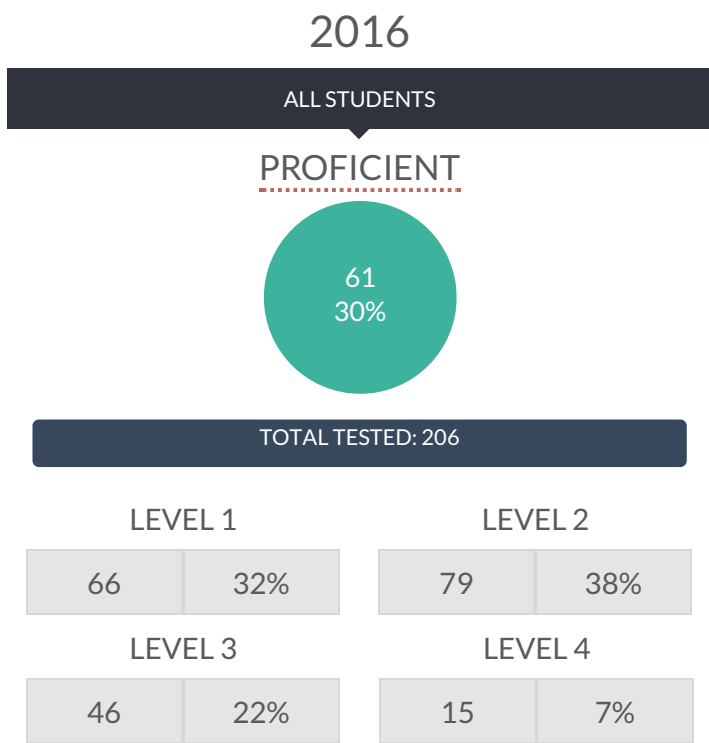 2016
ALL STUDENTS
PROFICIENT
61
30%
TOTAL TESTED: 206
LEVEL 1 LEVEL 2
66 32% 79 38%
LEVEL 3 LEVEL 4
46 22% 15 7%